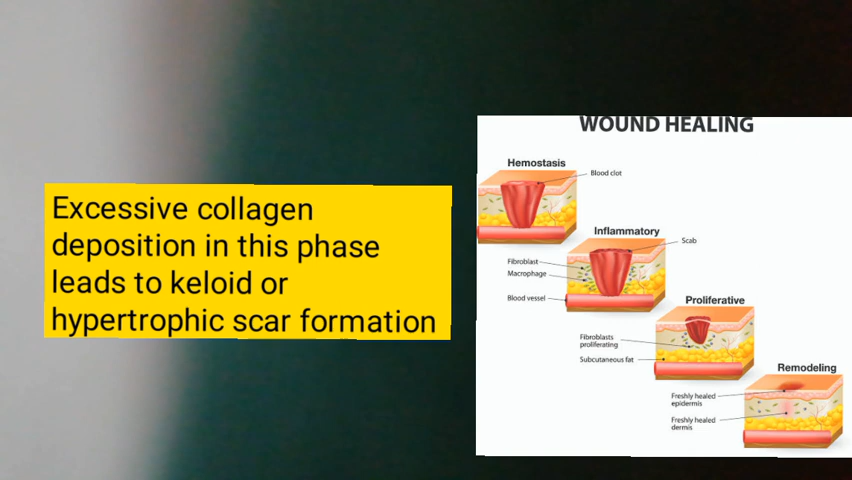 Excessive collagen
deposition in this phase
leads to keloid or
hypertrophic scar formation
WOUND HEALING
Hemostasis
Blood clot
Inflammatory
Scab
Fibroblast
Macrophage
Blood vessel
Proliferative
Fibroblasts
proliferating
Subcutaneous fat
Remodeling
Freshly healed
epidermis
Freshly healed
dermis